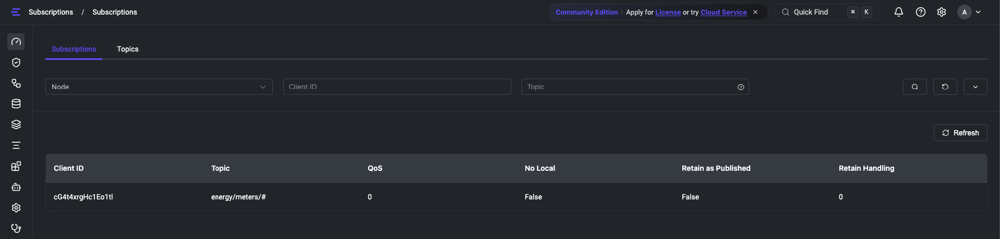 Subscriptions / Subscriptions
Community Edition | Apply for License or try Cloud Service ×
Quick Find ⌘ K
A
Subscriptions Topics
Node Client ID Topic
Refresh
Client ID Topic QoS No Local Retain as Published Retain Handling
cG4t4xrgHc1Eo1tl energy/meters/# 0 False False 0